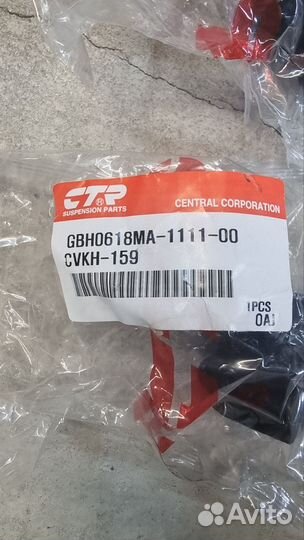 CTR®
SUSPENSION PARTS
CENTRAL CORPORATION
GBH0618MA-1111-00
CVKH-159
1PCS
OAJ
Avito